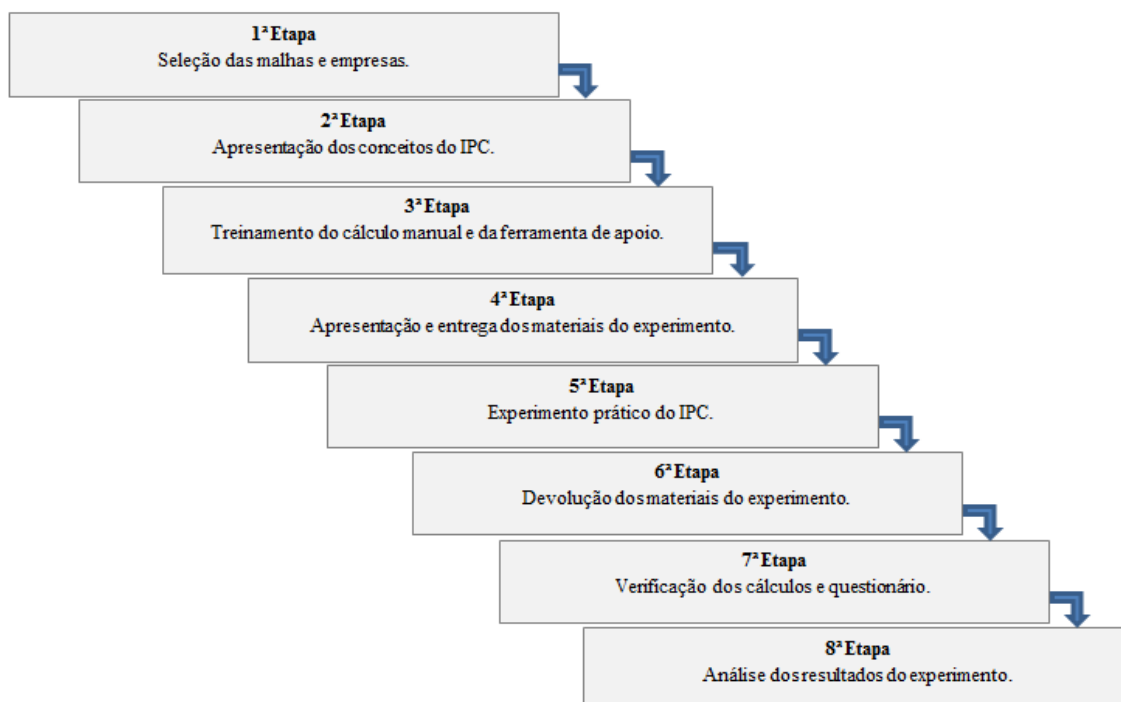 1ª Etapa
Seleção das malhas e empresas.
2ª Etapa
Apresentação dos conceitos do IPC.
3ª Etapa
Treinamento do cálculo manual e da ferramenta de apoio.
4ª Etapa
Apresentação e entrega dos materiais do experimento.
5ª Etapa
Experimento prático do IPC.
6ª Etapa
Devolução dos materiais do experimento.
7ª Etapa
Verificação dos cálculos e questionário.
8ª Etapa
Análise dos resultados do experimento.